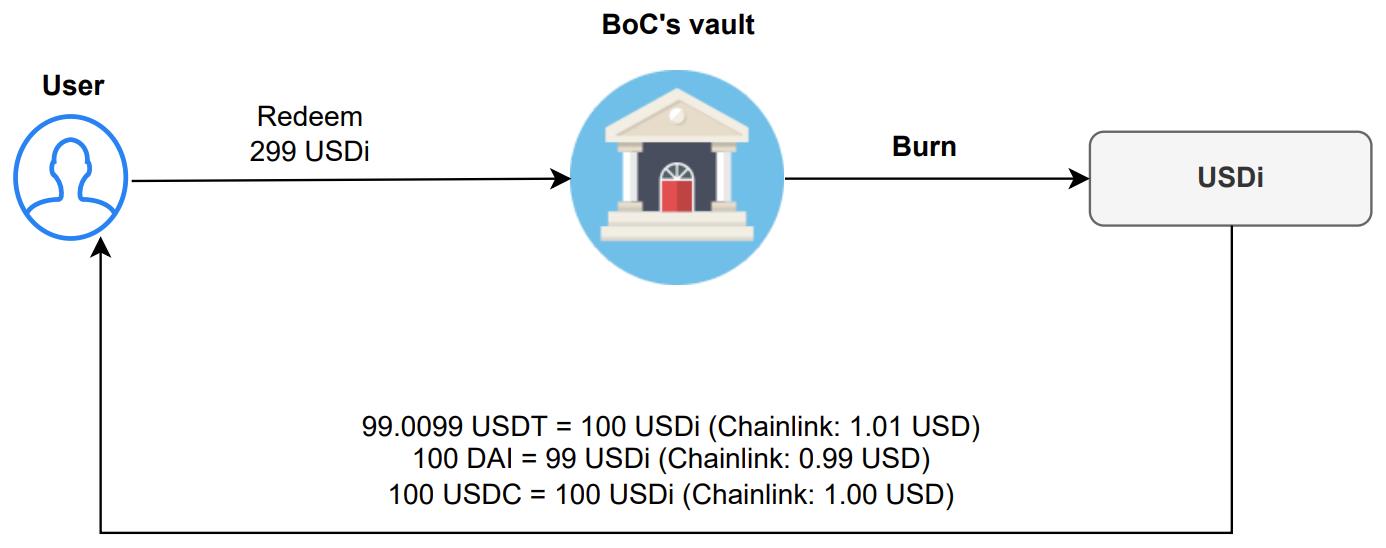 BoC's vault
User
Redeem
299 USDi
Burn
USDi
99.0099 USDT = 100 USDi (Chainlink: 1.01 USD)
100 DAI = 99 USDi (Chainlink: 0.99 USD)
100 USDC = 100 USDi (Chainlink: 1.00 USD)